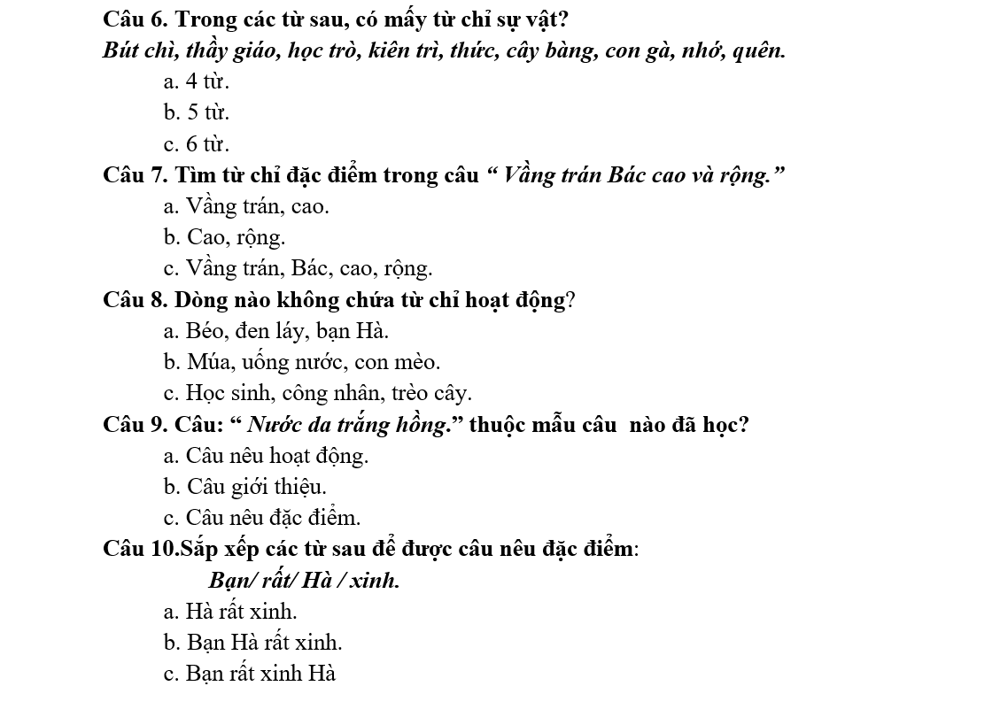 Câu 6. Trong các từ sau, có mấy từ chỉ sự vật?
Bút chì, thầy giáo, học trò, kiên trì, thức, cây bàng, con gà, nhớ, quên.
a. 4 từ.
b. 5 từ.
c. 6 từ.
Câu 7. Tìm từ chỉ đặc điểm trong câu “ Vầng trán Bác cao và rộng.”
a. Vầng trán, cao.
b. Cao, rộng.
c. Vầng trán, Bác, cao, rộng.
Câu 8. Dòng nào không chứa từ chỉ hoạt động?
a. Béo, đen láy, bạn Hà.
b. Múa, uống nước, con mèo.
c. Học sinh, công nhân, trèo cây.
Câu 9. Câu: “ Nước da trắng hồng.” thuộc mẫu câu  nào đã học?
a. Câu nêu hoạt động.
b. Câu giới thiệu.
c. Câu nêu đặc điểm.
Câu 10.Sắp xếp các từ sau để được câu nêu đặc điểm:
Bạn/ rất/ Hà / xinh.
a. Hà rất xinh.
b. Bạn Hà rất xinh.
c. Bạn rất xinh Hà